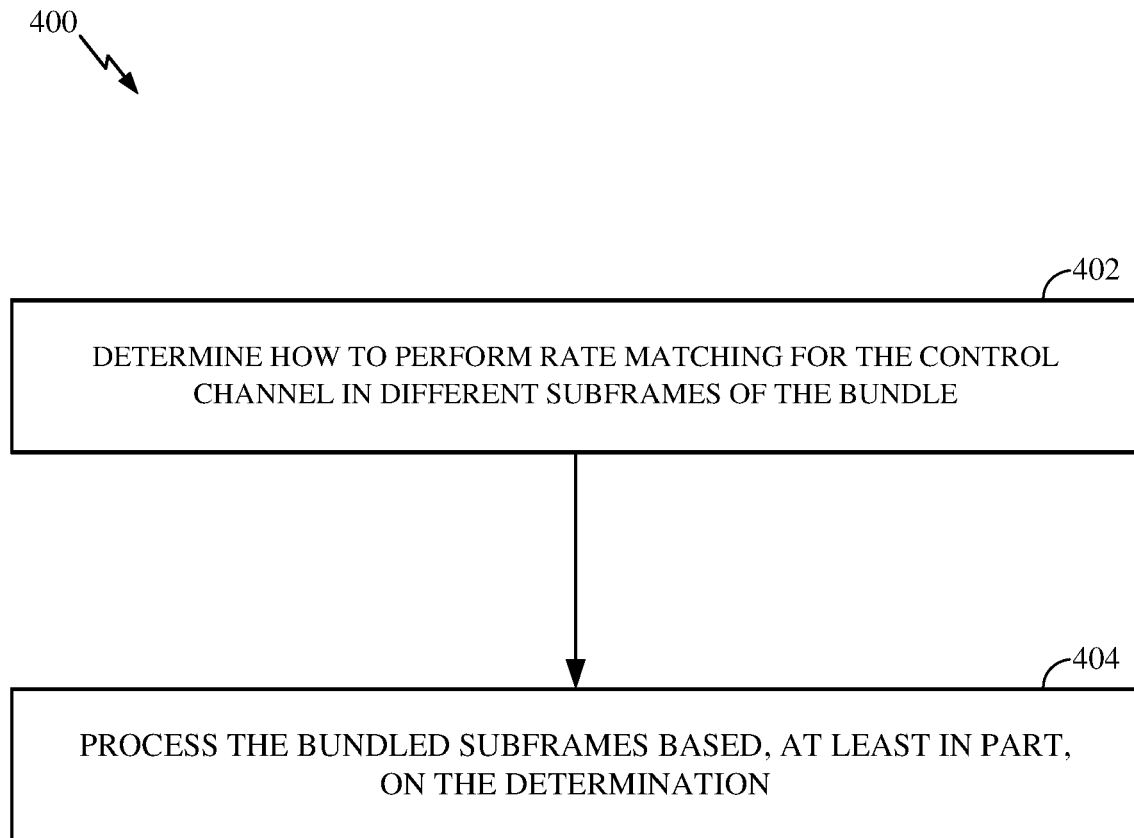 400
402
DETERMINE HOW TO PERFORM RATE MATCHING FOR THE CONTROL
CHANNEL IN DIFFERENT SUBFRAMES OF THE BUNDLE
404
PROCESS THE BUNDLED SUBFRAMES BASED, AT LEAST IN PART,
ON THE DETERMINATION